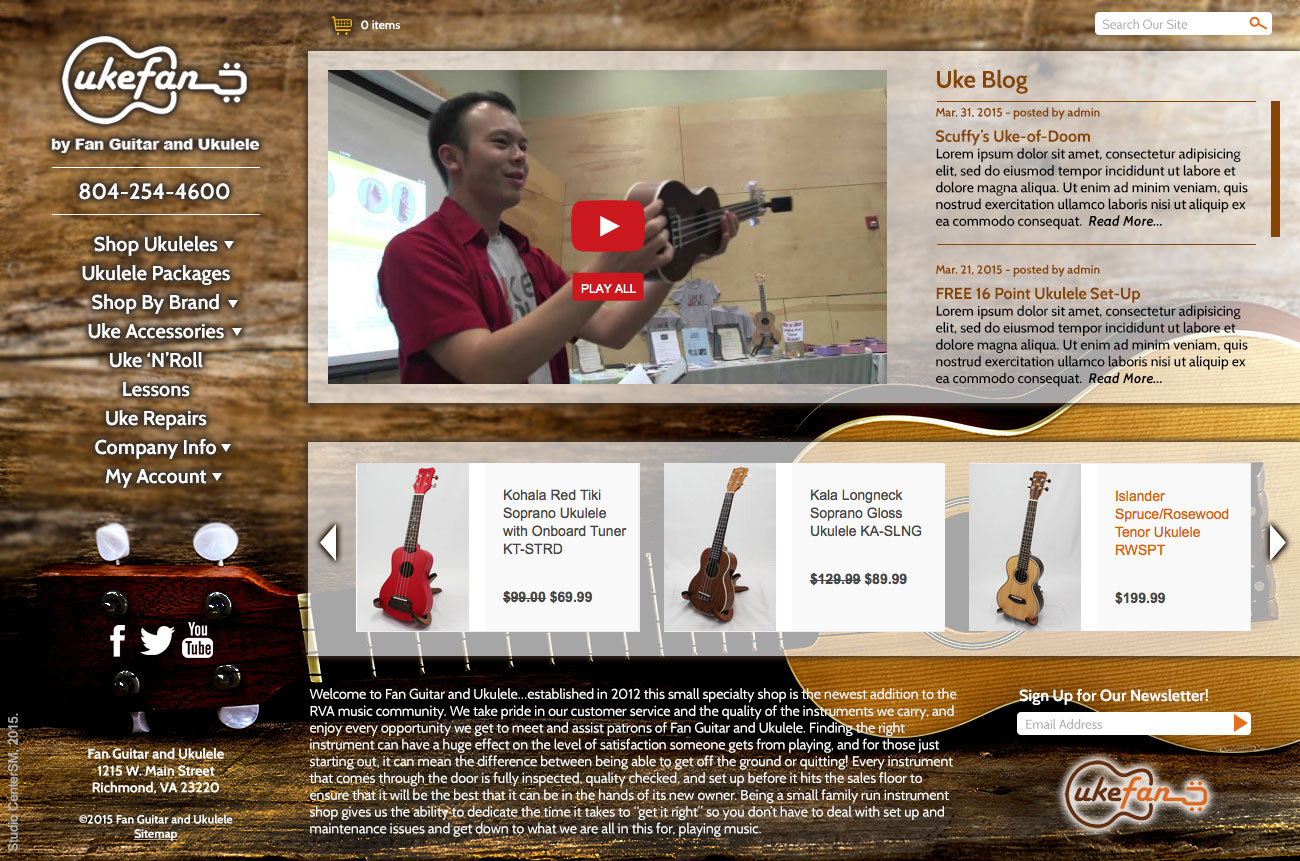 0 items
Search Our Site
ukefan
by Fan Guitar and Ukulele
804-254-4600
Shop Ukuleles
Ukulele Packages
Shop By Brand
Uke Accessories
Uke ‘N’Roll
Lessons
Uke Repairs
Company Info
My Account
PLAY ALL
Uke Blog
Mar. 31, 2015 - posted by admin
Scuffy’s Uke-of-Doom
Lorem ipsum dolor sit amet, consectetur adipisicing
elit, sed do eiusmod tempor incididunt ut labore et
dolore magna aliqua. Ut enim ad minim veniam, quis
nostrud exercitation ullamco laboris nisi ut aliquip ex
ea commodo consequat. Read More...
Mar. 21, 2015 - posted by admin
FREE 16 Point Ukulele Set-Up
Lorem ipsum dolor sit amet, consectetur adipisicing
elit, sed do eiusmod tempor incididunt ut labore et
dolore magna aliqua. Ut enim ad minim veniam, quis
nostrud exercitation ullamco laboris nisi ut aliquip ex
ea commodo consequat. Read More...
Kohala Red Tiki
Soprano Ukulele
with Onboard Tuner
KT-STRD
$99.00 $69.99
Kala Longneck
Soprano Gloss
Ukulele KA-SLNG
$129.99 $89.99
Islander
Spruce/Rosewood
Tenor Ukulele
RWSPT
$199.99
You
Tube
Fan Guitar and Ukulele
1215 W. Main Street
Richmond, VA 23220
©2015 Fan Guitar and Ukulele
Sitemap
Studio CenterSM, 2015.
Welcome to Fan Guitar and Ukulele...established in 2012 this small specialty shop is the newest addition to the
RVA music community. We take pride in our customer service and the quality of the instruments we carry, and
enjoy every opportunity we get to meet and assist patrons of Fan Guitar and Ukulele. Finding the right
instrument can have a huge effect on the level of satisfaction someone gets from playing, and for those just
starting out, it can mean the difference between being able to get off the ground or quitting! Every instrument
that comes through the door is fully inspected, quality checked, and set up before it hits the sales floor to
ensure that it will be the best that it can be in the hands of its new owner. Being a small family run instrument
shop gives us the ability to dedicate the time it takes to “get it right” so you don’t have to deal with set up and
maintenance issues and get down to what we are all in this for, playing music.
Sign Up for Our Newsletter!
Email Address
ukefan